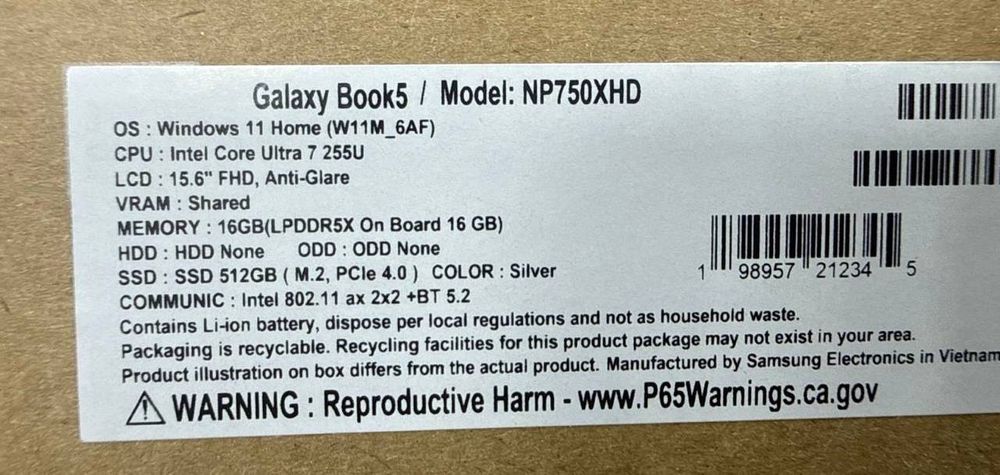 Galaxy Book5 / Model: NP750XHD
OS : Windows 11 Home (W11M_6AF)
CPU : Intel Core Ultra 7 255U
LCD : 15.6" FHD, Anti-Glare
VRAM : Shared
MEMORY : 16GB(LPDDR5X On Board 16 GB)
HDD : HDD None ODD : ODD None
SSD : SSD 512GB ( M.2, PCIe 4.0 ) COLOR : Silver
COMMUNIC : Intel 802.11 ax 2x2 +BT 5.2
1 98957 21234 5
Contains Li-ion battery, dispose per local regulations and not as household waste.
Packaging is recyclable. Recycling facilities for this product package may not exist in your area.
Product illustration on box differs from the actual product. Manufactured by Samsung Electronics in Vietnam
WARNING : Reproductive Harm - www.P65Warnings.ca.gov